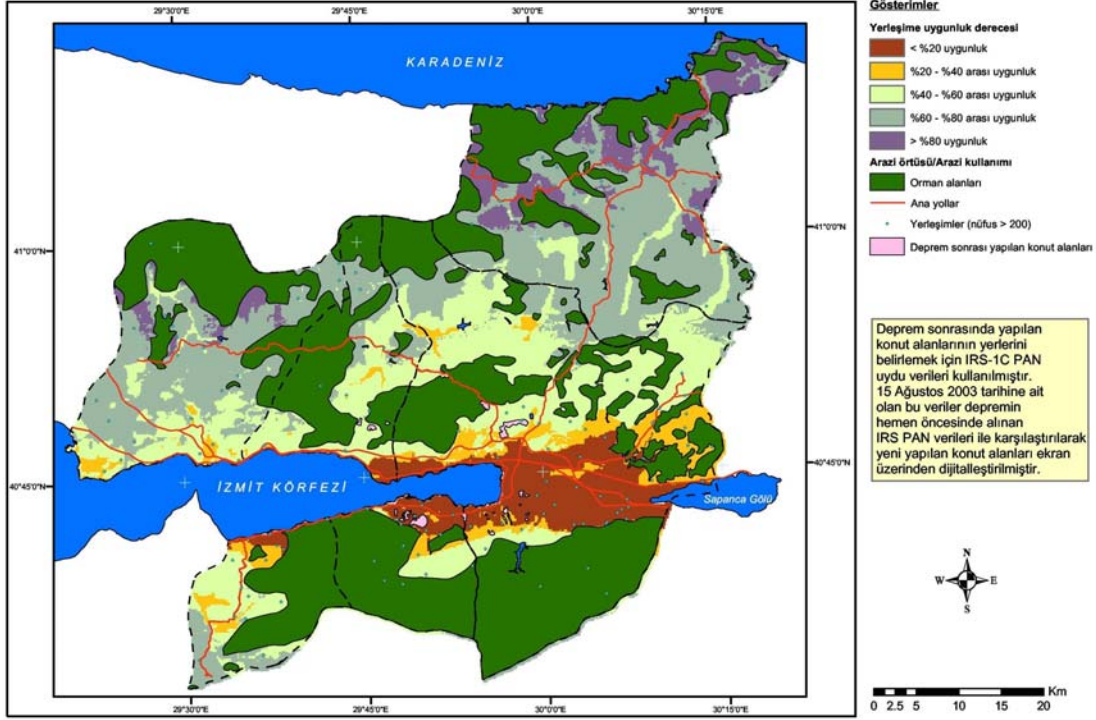 29°30'0"E 29°45'0"E 30°0'0"E 30°15'0"E
KARADENİZ
41°0'0"N
41°0'0"N
40°45'0"N
40°45'0"N
İZMİT KÖRFEZİ
Sapanca Gölü
29°30'0"E 29°45'0"E 30°0'0"E 30°15'0"E
Gösterimler
Yerleşime uygunluk derecesi
< %20 uygunluk
%20 - %40 arası uygunluk
%40 - %60 arası uygunluk
%60 - %80 arası uygunluk
> %80 uygunluk
Arazi örtüsü/Arazi kullanımı
Orman alanları
Ana yollar
Yerleşimler (nüfus > 200)
Deprem sonrası yapılan konut alanları
Deprem sonrasında yapılan
konut alanlarının yerlerini
belirlemek için IRS-1C PAN
uydu verileri kullanılmıştır.
15 Ağustos 2003 tarihine ait
olan bu veriler depremin
hemen öncesinde alınan
IRS PAN verileri ile karşılaştırılarak
yeni yapılan konut alanları ekran
üzerinden dijitalleştirilmiştir.
N
W E
S
Km
0 2.5 5 10 15 20